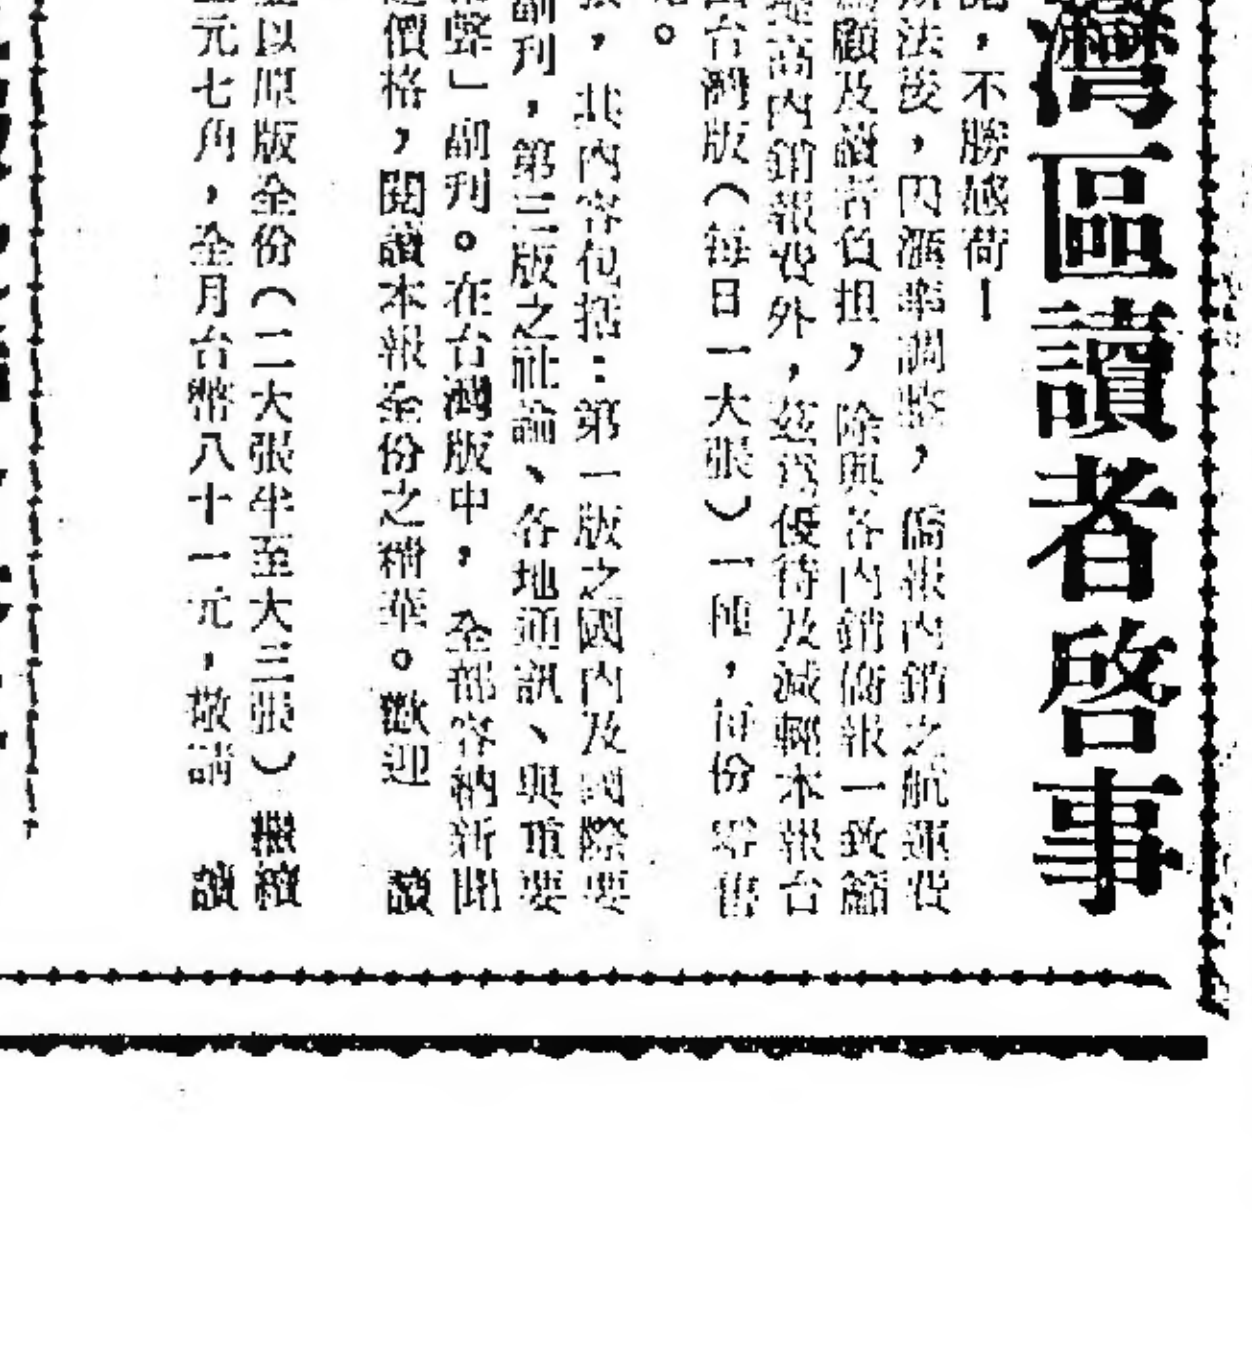 灣區讀者啓事
，不勝感荷！
法後，因滙率調整，僑報內銷之航運費
顧及讀者負担，除與各內銷僑報一致籲
高內銷報費外，茲爲優待及減輕本報台
台灣版（每日一大張）一種，每份零售
。
，其內容包括：第一版之國內及國際要
副刊，第三版之社論、各地通訊、與重要
」副刊。在台灣版中，全部容納新聞
價格，閱讀本報全份之精華。歡迎 讀
以原版全份（二大張半至大三張）繼續
元七角，全月台幣八十一元，敬請 讀